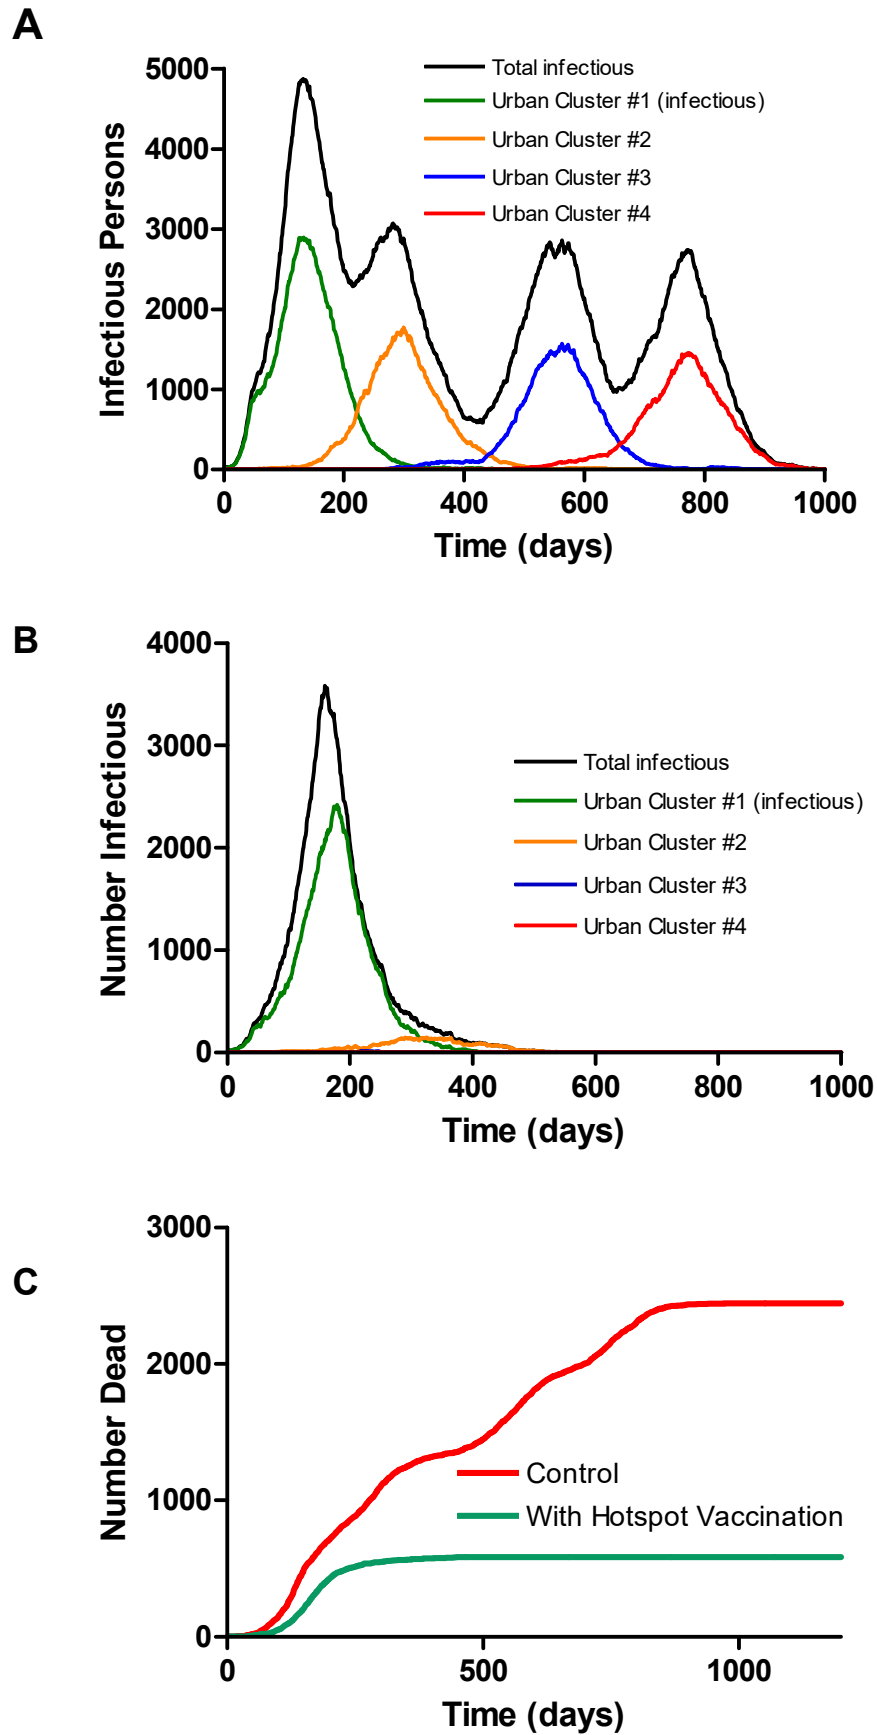 A
5000
4000
3000
2000
1000
0
Infectious Persons
Total infectious
Urban Cluster #1 (infectious)
Urban Cluster #2
Urban Cluster #3
Urban Cluster #4
0 200 400 600 800 1000
Time (days)
B
4000
3000
2000
1000
0
Number Infectious
Total infectious
Urban Cluster #1 (infectious)
Urban Cluster #2
Urban Cluster #3
Urban Cluster #4
0 200 400 600 800 1000
Time (days)
C
3000
2000
1000
0
Number Dead
Control
With Hotspot Vaccination
0 500 1000
Time (days)